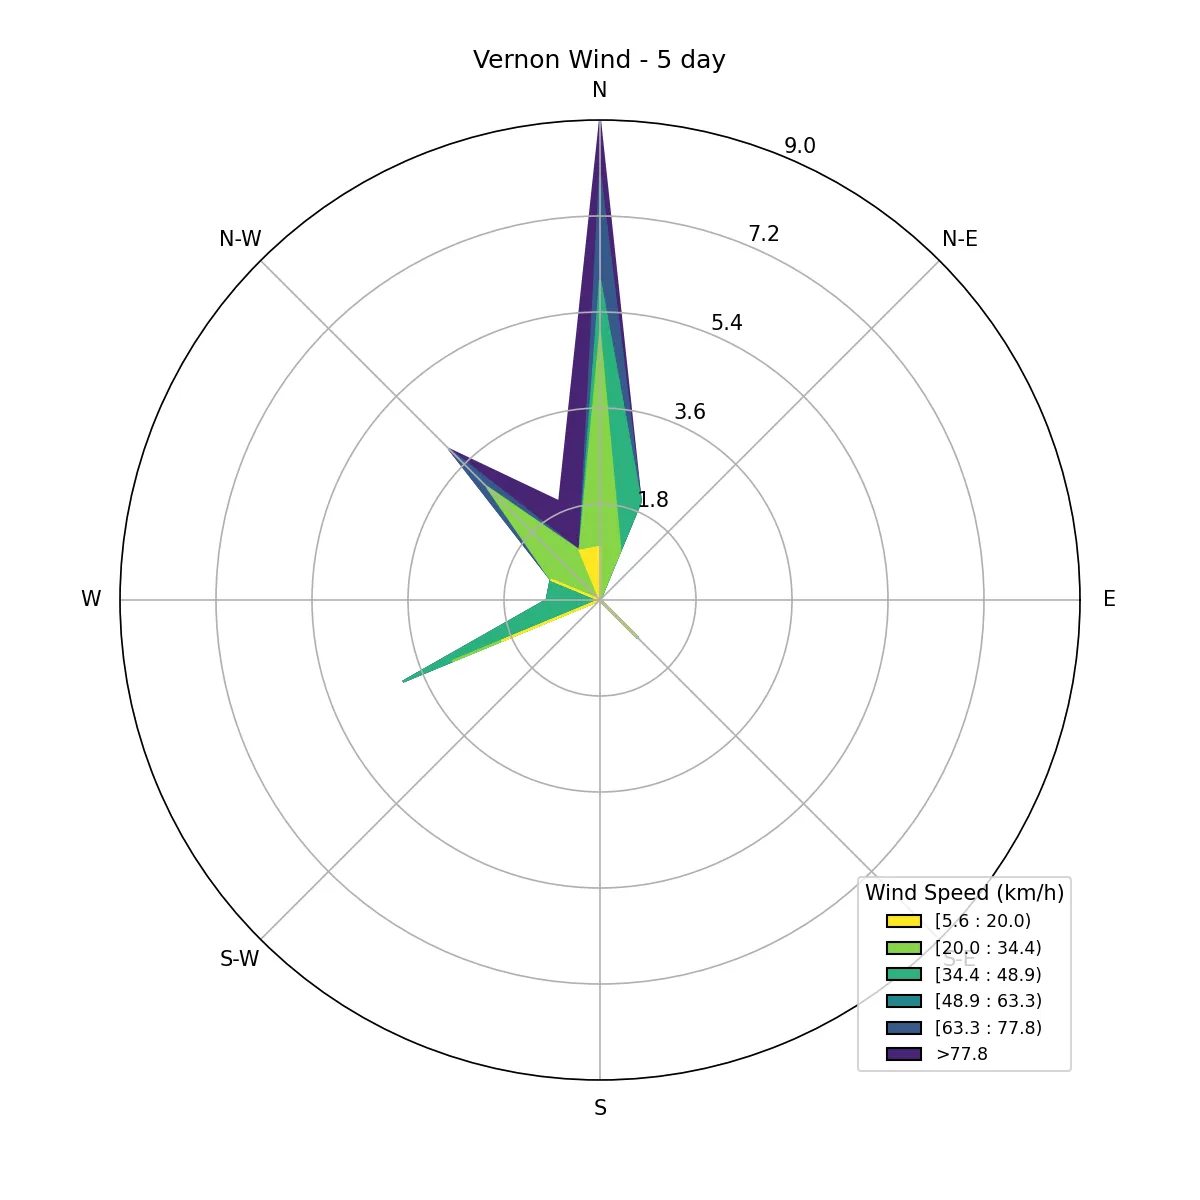 Vernon Wind - 5 day
N
9.0
N-W
N-E
7.2
5.4
3.6
1.8
W
E
S-W
S-E
S
Wind Speed (km/h)
[5.6 : 20.0)
[20.0 : 34.4)
[34.4 : 48.9)
[48.9 : 63.3)
[63.3 : 77.8)
>77.8